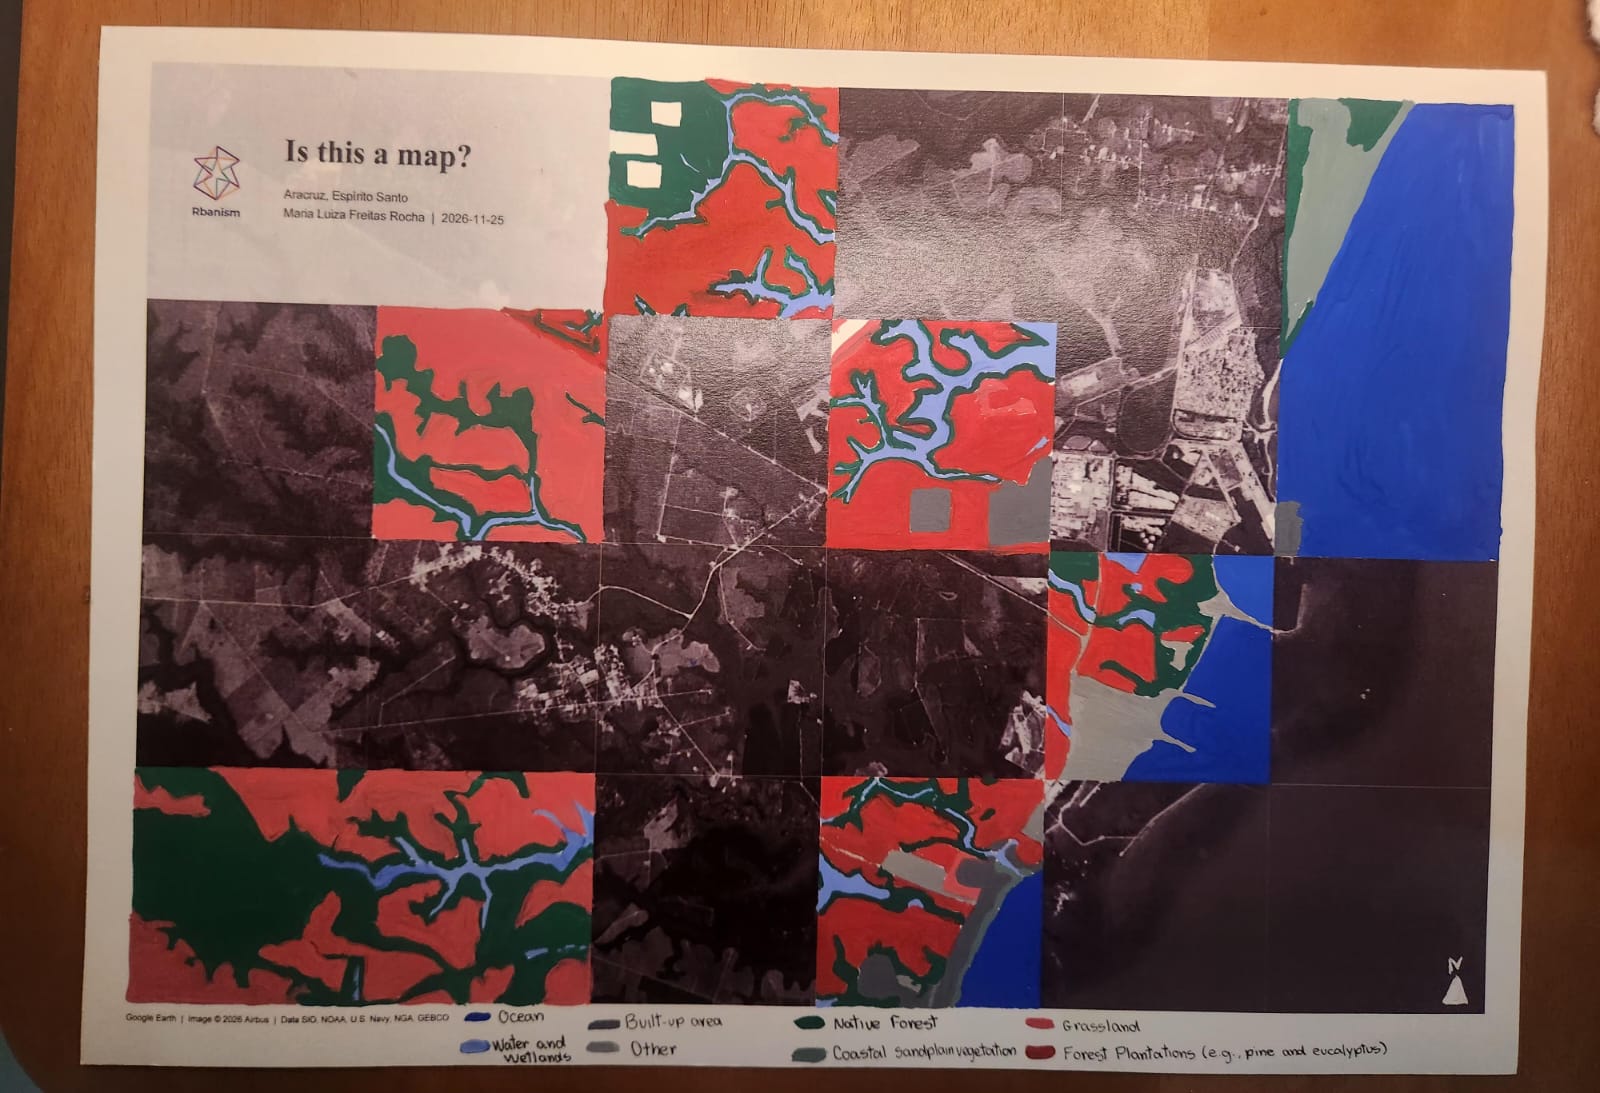 Is this a map?
Aracruz, Espírito Santo
Maria Luiza Freitas Rocha | 2026-11-25
Rbanism
N
Google Earth | Image © 2026 Airbus | Data SIO, NOAA, U.S. Navy, NGA, GEBCO
Ocean
Built-up area
Native Forest
Grassland
Water and
wetlands
Other
Coastal sandplain vegetation
Forest Plantations (e.g., pine and eucalyptus)